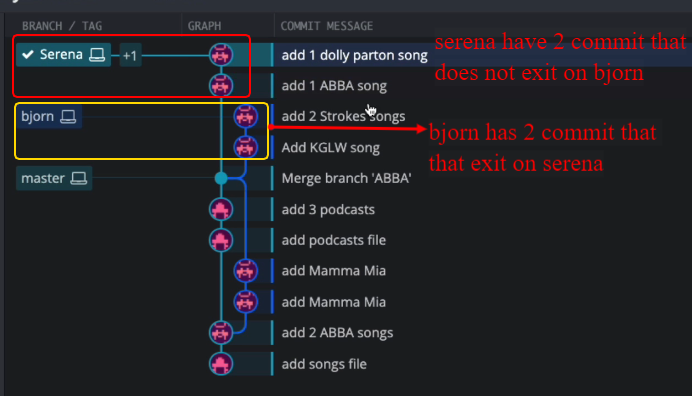 BRANCH / TAG GRAPH COMMIT MESSAGE
Serena +1 add 1 dolly parton song
serena have 2 commit that
does not exit on bjorn
add 1 ABBA song
bjorn add 2 Strokes songs
bjorn has 2 commit that
that exit on serena
Add KGLW song
master Merge branch 'ABBA'
add 3 podcasts
add podcasts file
add Mamma Mia
add Mamma Mia
add 2 ABBA songs
add songs file